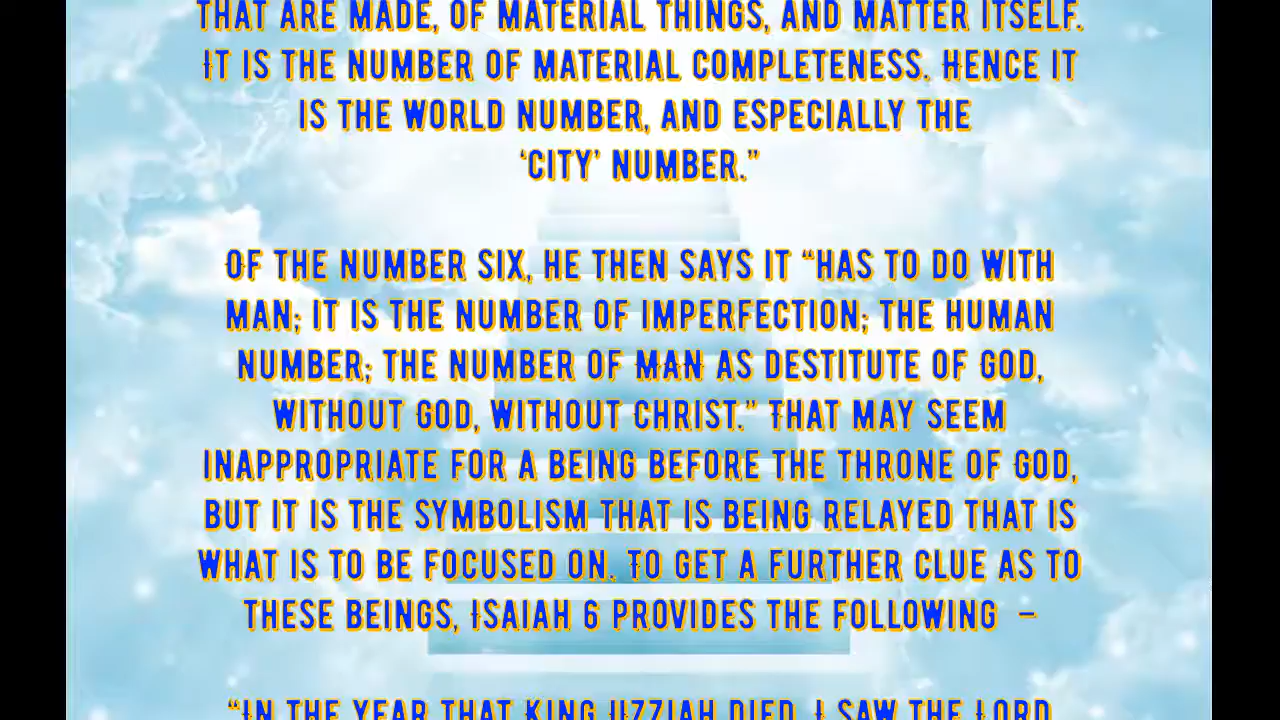 THAT ARE MADE, OF MATERIAL THINGS, AND MATTER ITSELF.
IT IS THE NUMBER OF MATERIAL COMPLETENESS. HENCE IT
IS THE WORLD NUMBER, AND ESPECIALLY THE
‘CITY’ NUMBER.”
OF THE NUMBER SIX, HE THEN SAYS IT “HAS TO DO WITH
MAN; IT IS THE NUMBER OF IMPERFECTION; THE HUMAN
NUMBER; THE NUMBER OF MAN AS DESTITUTE OF GOD,
WITHOUT GOD, WITHOUT CHRIST.” THAT MAY SEEM
INAPPROPRIATE FOR A BEING BEFORE THE THRONE OF GOD,
BUT IT IS THE SYMBOLISM THAT IS BEING RELAYED THAT IS
WHAT IS TO BE FOCUSED ON. TO GET A FURTHER CLUE AS TO
THESE BEINGS, ISAIAH 6 PROVIDES THE FOLLOWING –
“IN THE YEAR THAT KING UZZIAH DIED, I SAW THE LORD